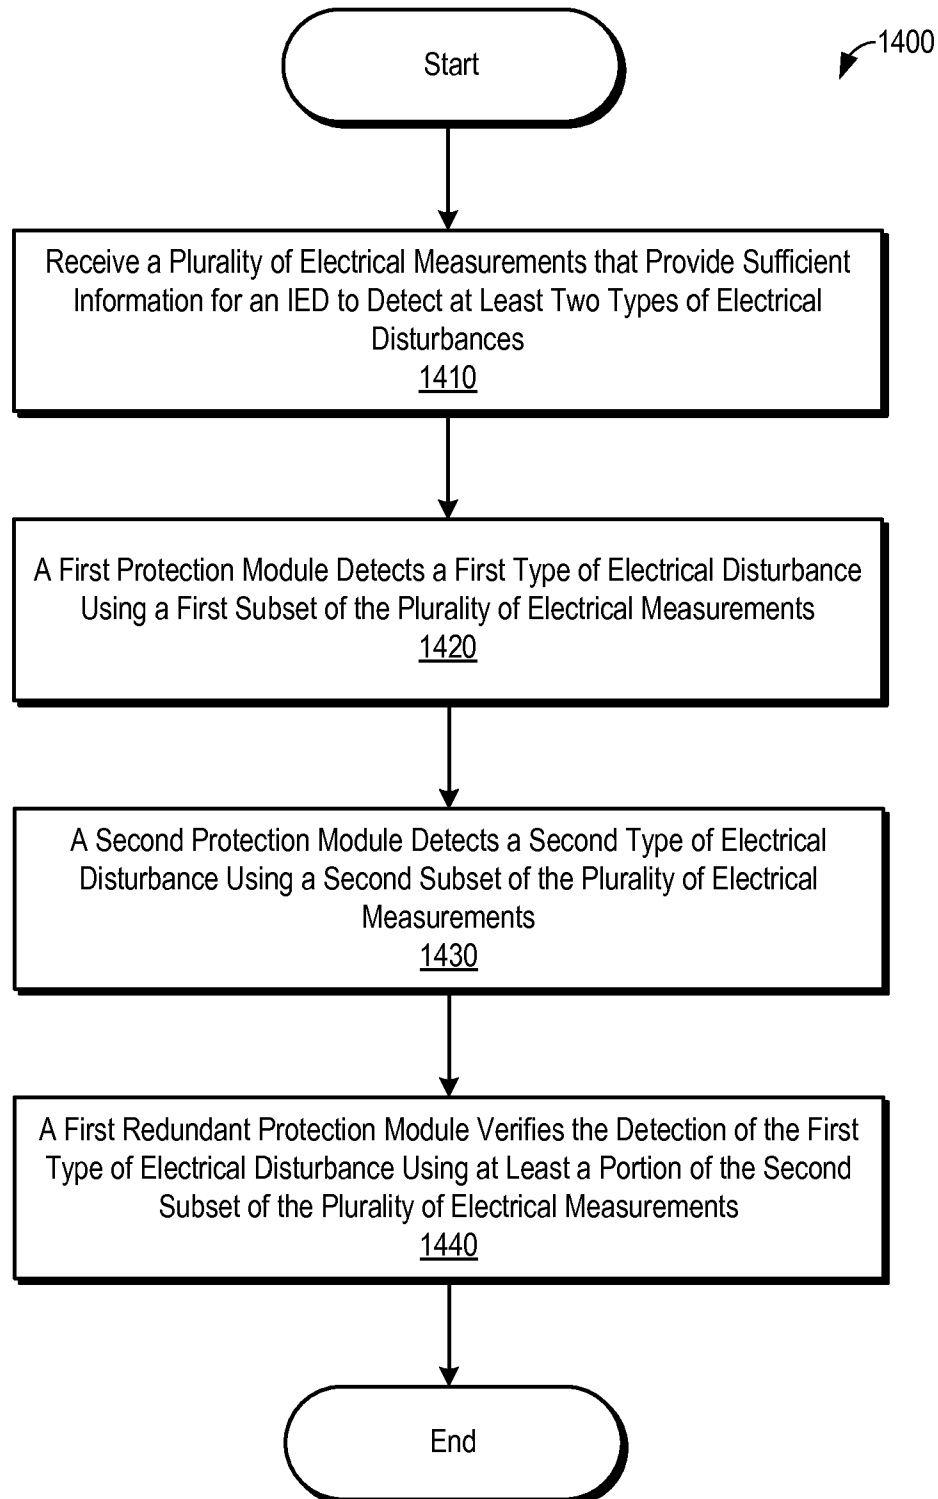 Start
1400
Receive a Plurality of Electrical Measurements that Provide Sufficient
Information for an IED to Detect at Least Two Types of Electrical
Disturbances
1410
A First Protection Module Detects a First Type of Electrical Disturbance
Using a First Subset of the Plurality of Electrical Measurements
1420
A Second Protection Module Detects a Second Type of Electrical
Disturbance Using a Second Subset of the Plurality of Electrical
Measurements
1430
A First Redundant Protection Module Verifies the Detection of the First
Type of Electrical Disturbance Using at Least a Portion of the Second
Subset of the Plurality of Electrical Measurements
1440
End